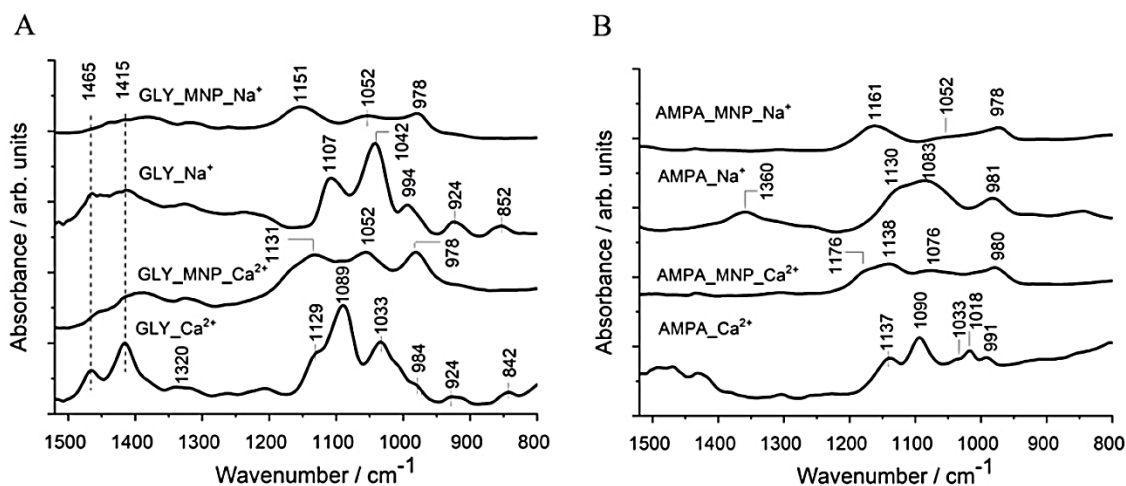 A
B
1465
1415
GLY_MNP_Na⁺
1151
1052
978
GLY_Na⁺
1107
1042
994
924
852
1131
1052
978
GLY_MNP_Ca²⁺
1129
1089
1033
984
924
842
GLY_Ca²⁺
1320
Absorbance / arb. units
1500 1400 1300 1200 1100 1000 900 800
Wavenumber / cm⁻¹
AMPA_MNP_Na⁺
1161
1052
978
AMPA_Na⁺
1360
1130
1083
981
AMPA_MNP_Ca²⁺
1176
1138
1076
980
AMPA_Ca²⁺
1137
1090
1033
1018
991
Absorbance / arb. units
1500 1400 1300 1200 1100 1000 900 800
Wavenumber / cm⁻¹